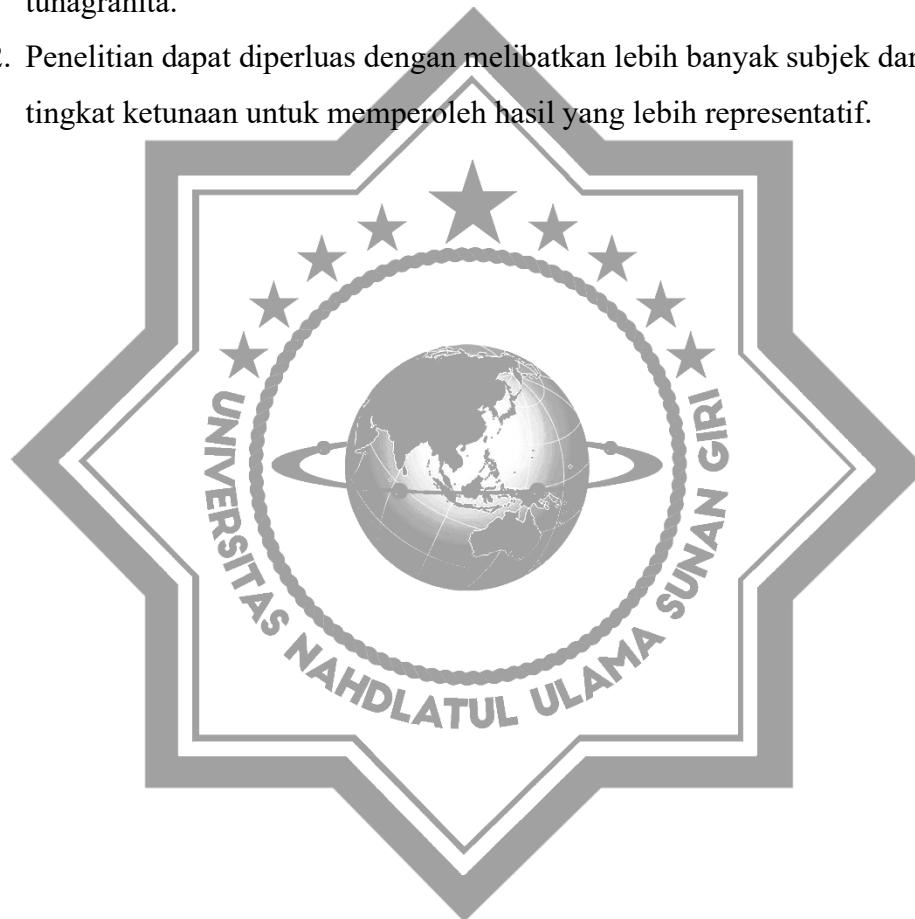 tunagrahita.
2. Penelitian dapat diperluas dengan melibatkan lebih banyak subjek dan
tingkat ketunaan untuk memperoleh hasil yang lebih representatif.
UNIVERSITAS NAHDLATUL ULAMA SUNAN GIRI